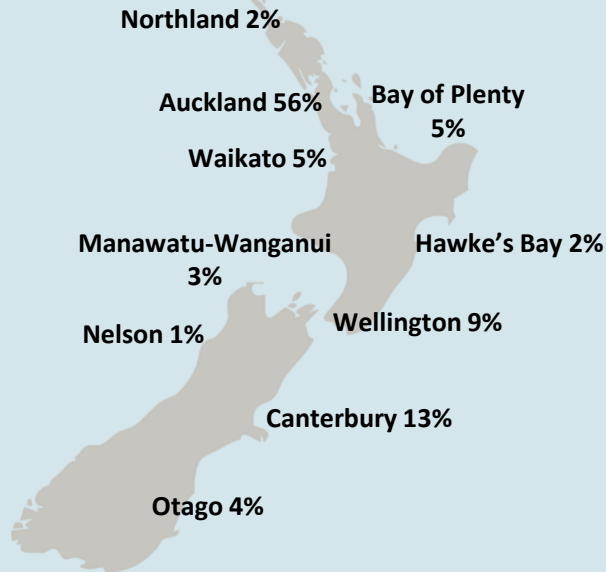 Northland 2%
Auckland 56%
Bay of Plenty
5%
Waikato 5%
Manawatu-Wanganui
3%
Hawke's Bay 2%
Nelson 1%
Wellington 9%
Canterbury 13%
Otago 4%